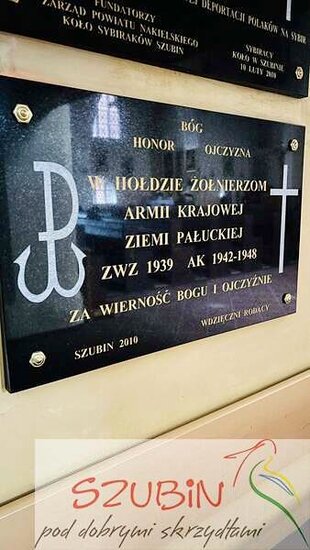 DEPORTACJI POLAKÓW NA SYBIR
FUNDATORZY
ZARZĄD POWIATU NAKIELSKIEGO
KOŁO SYBIRAKÓW SZUBIN
SYBIRACY
KOŁO W SZUBINIE
10 LUTY 2010
BÓG
HONOR OJCZYZNA
W HOŁDZIE ŻOŁNIERZOM
ARMII KRAJOWEJ
ZIEMI PAŁUCKIEJ
ZWZ 1939 AK 1942-1948
ZA WIERNOŚĆ BOGU I OJCZYŹNIE
SZUBIN 2010
WDZIĘCZNI RODACY
SZUBIN
pod dobrymi skrzydłami